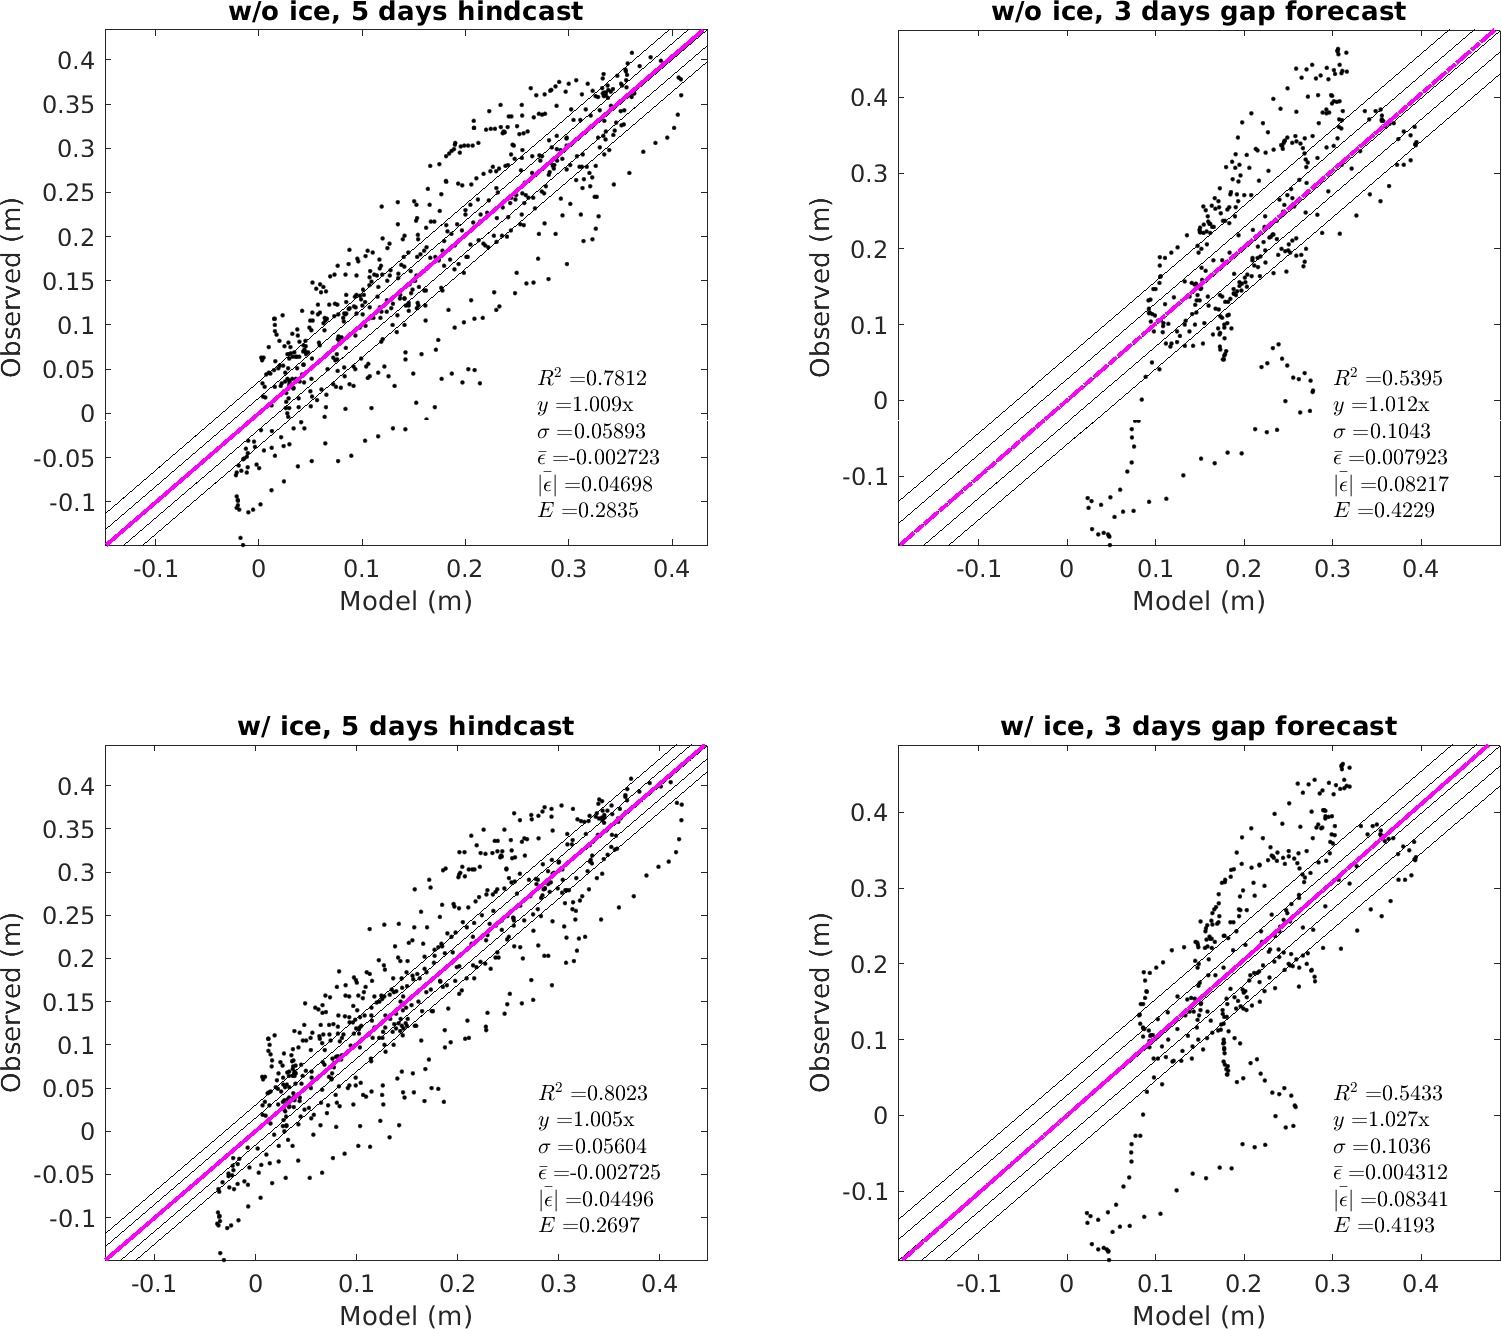 w/o ice, 5 days hindcast
Observed (m)
0.4
0.35
0.3
0.25
0.2
0.15
0.1
0.05
0
-0.05
-0.1
R² =0.7812
y =1.009x
σ =0.05893
ε̄ =-0.002723
|ε̄| =0.04698
E =0.2835
-0.1 0 0.1 0.2 0.3 0.4
Model (m)
w/o ice, 3 days gap forecast
Observed (m)
0.4
0.3
0.2
0.1
0
-0.1
R² =0.5395
y =1.012x
σ =0.1043
ε̄ =0.007923
|ε̄| =0.08217
E =0.4229
-0.1 0 0.1 0.2 0.3 0.4
Model (m)
w/ ice, 5 days hindcast
Observed (m)
0.4
0.35
0.3
0.25
0.2
0.15
0.1
0.05
0
-0.05
-0.1
R² =0.8023
y =1.005x
σ =0.05604
ε̄ =-0.002725
|ε̄| =0.04496
E =0.2697
-0.1 0 0.1 0.2 0.3 0.4
Model (m)
w/ ice, 3 days gap forecast
Observed (m)
0.4
0.3
0.2
0.1
0
-0.1
R² =0.5433
y =1.027x
σ =0.1036
ε̄ =0.004312
|ε̄| =0.08341
E =0.4193
-0.1 0 0.1 0.2 0.3 0.4
Model (m)